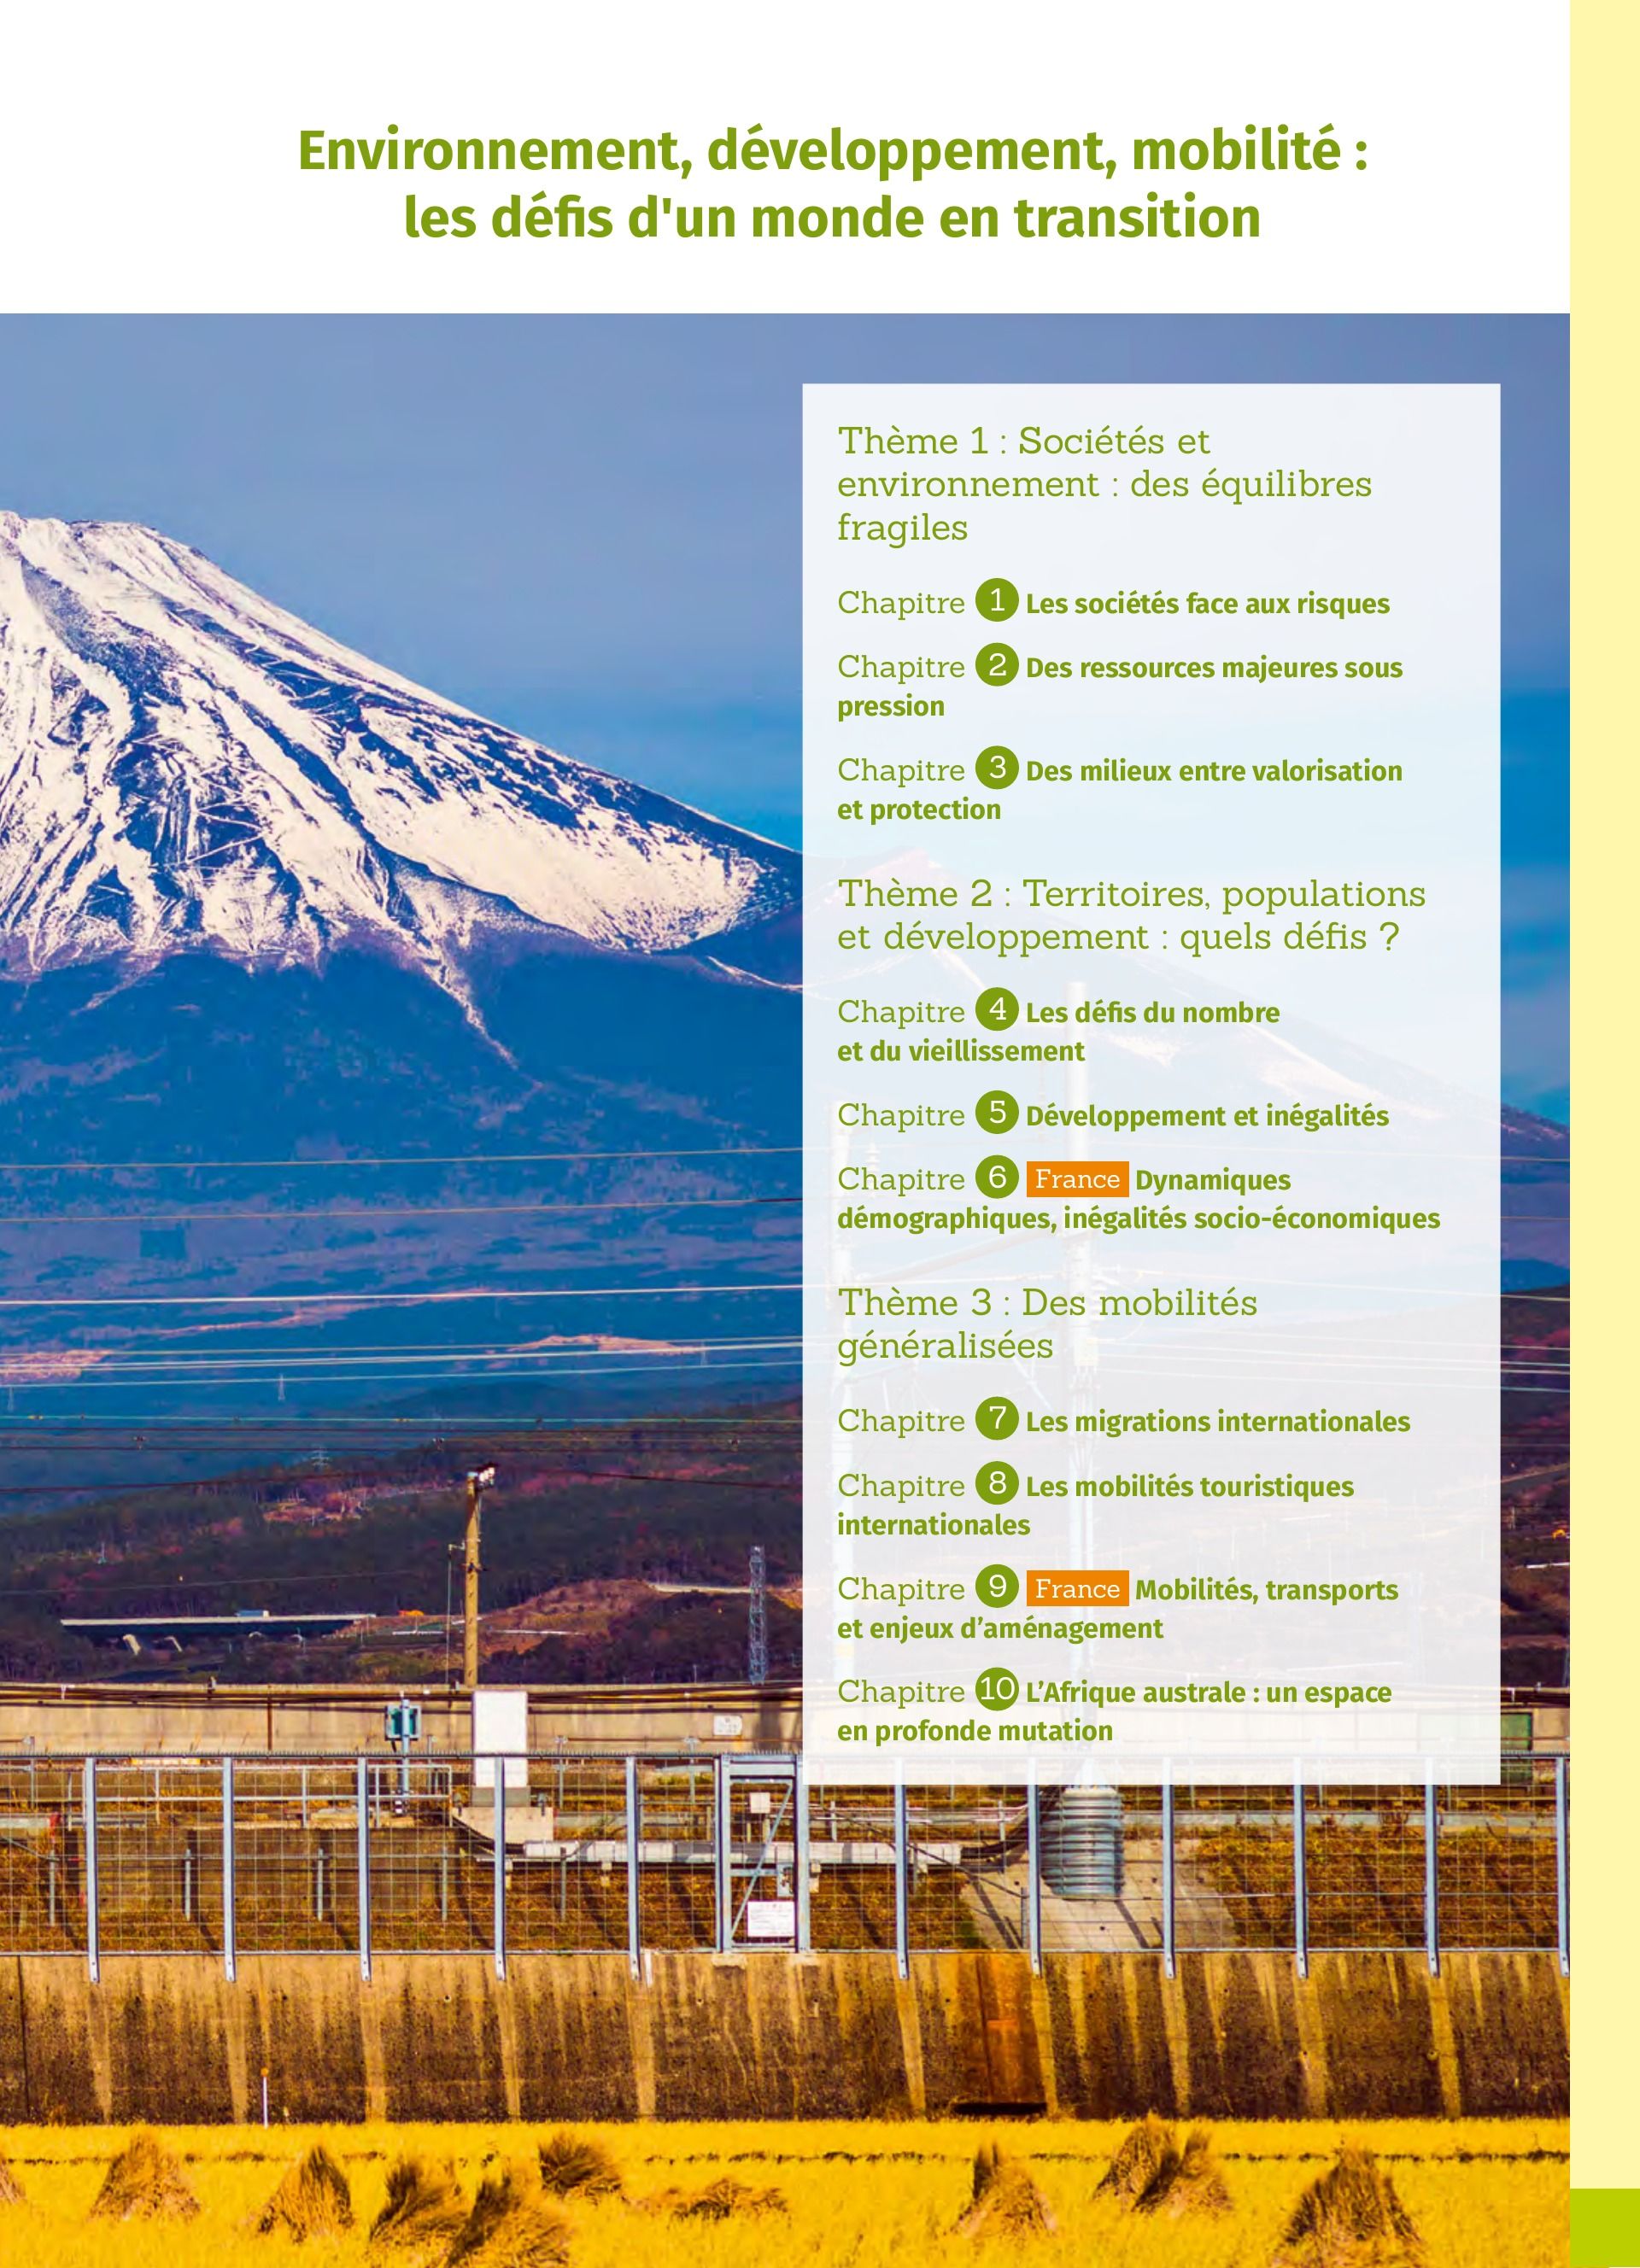 Environnement, développement, mobilité :
les défis d'un monde en transition
Thème 1 : Sociétés et
environnement : des équilibres
fragiles
Chapitre 1 Les sociétés face aux risques
Chapitre 2 Des ressources majeures sous
pression
Chapitre 3 Des milieux entre valorisation
et protection
Thème 2 : Territoires, populations
et développement : quels défis ?
Chapitre 4 Les défis du nombre
et du vieillissement
Chapitre 5 Développement et inégalités
Chapitre 6 France Dynamiques
démographiques, inégalités socio-économiques
Thème 3 : Des mobilités
généralisées
Chapitre 7 Les migrations internationales
Chapitre 8 Les mobilités touristiques
internationales
Chapitre 9 France Mobilités, transports
et enjeux d’aménagement
Chapitre 10 L’Afrique australe : un espace
en profonde mutation